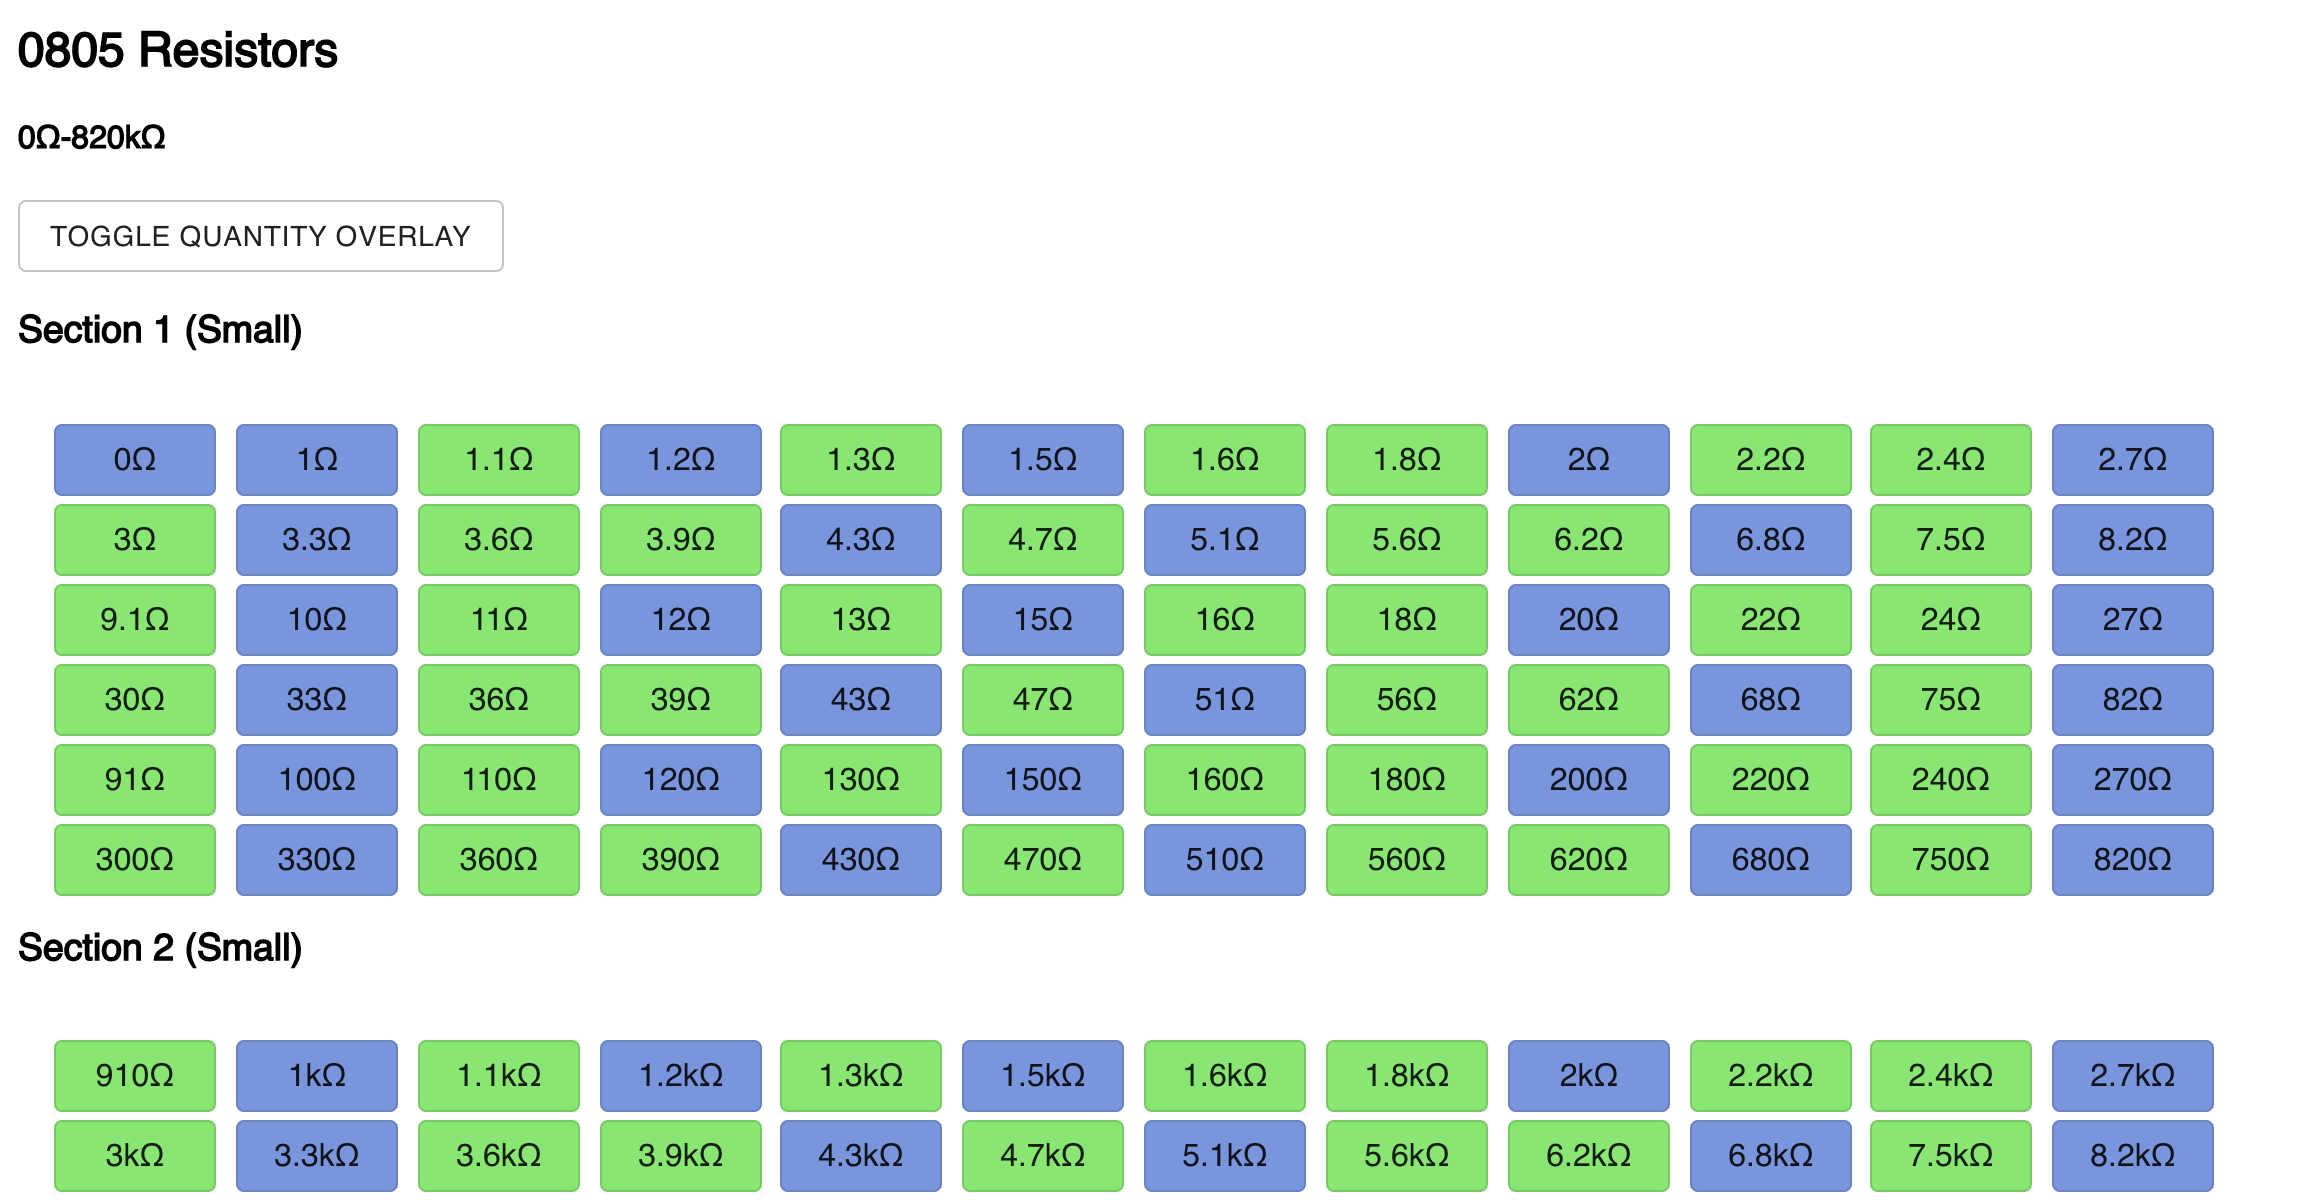 0805 Resistors
0Ω-820kΩ
TOGGLE QUANTITY OVERLAY
Section 1 (Small)
0Ω 1Ω 1.1Ω 1.2Ω 1.3Ω 1.5Ω 1.6Ω 1.8Ω 2Ω 2.2Ω 2.4Ω 2.7Ω
3Ω 3.3Ω 3.6Ω 3.9Ω 4.3Ω 4.7Ω 5.1Ω 5.6Ω 6.2Ω 6.8Ω 7.5Ω 8.2Ω
9.1Ω 10Ω 11Ω 12Ω 13Ω 15Ω 16Ω 18Ω 20Ω 22Ω 24Ω 27Ω
30Ω 33Ω 36Ω 39Ω 43Ω 47Ω 51Ω 56Ω 62Ω 68Ω 75Ω 82Ω
91Ω 100Ω 110Ω 120Ω 130Ω 150Ω 160Ω 180Ω 200Ω 220Ω 240Ω 270Ω
300Ω 330Ω 360Ω 390Ω 430Ω 470Ω 510Ω 560Ω 620Ω 680Ω 750Ω 820Ω
Section 2 (Small)
910Ω 1kΩ 1.1kΩ 1.2kΩ 1.3kΩ 1.5kΩ 1.6kΩ 1.8kΩ 2kΩ 2.2kΩ 2.4kΩ 2.7kΩ
3kΩ 3.3kΩ 3.6kΩ 3.9kΩ 4.3kΩ 4.7kΩ 5.1kΩ 5.6kΩ 6.2kΩ 6.8kΩ 7.5kΩ 8.2kΩ